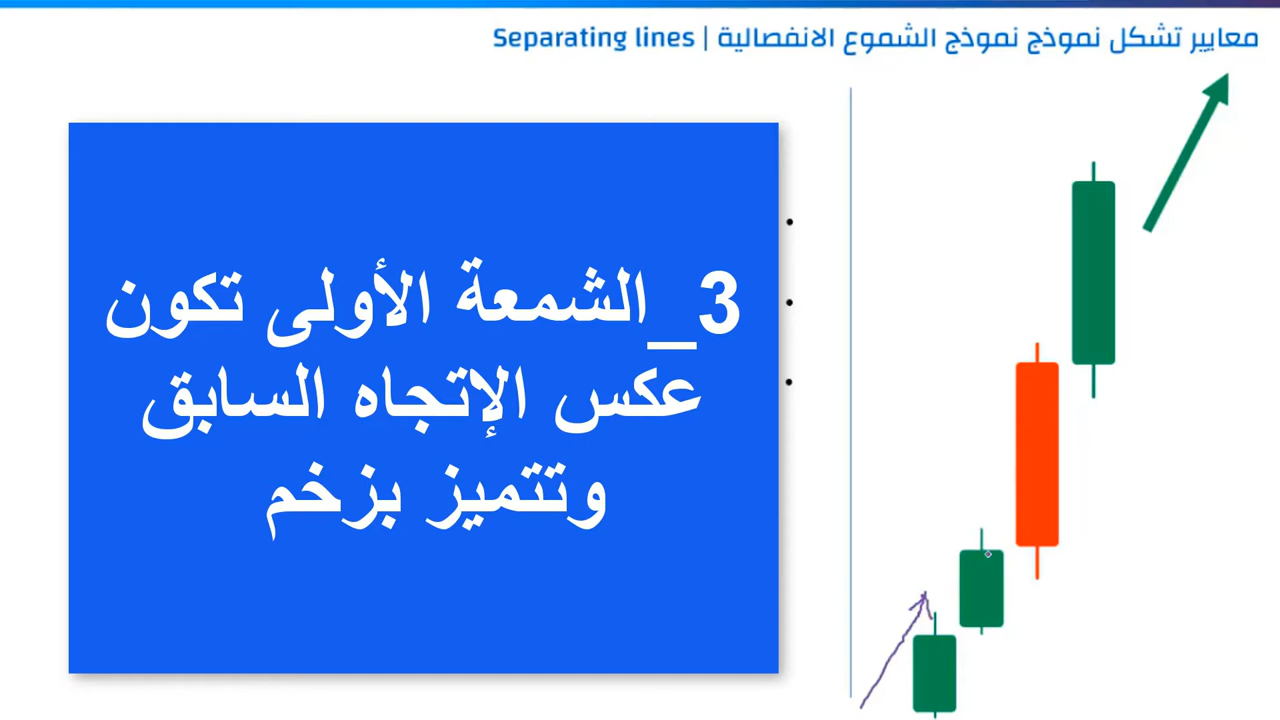 معايير تشكل نموذج نموذج الشموع الانفصالية | Separating lines
3_الشمعة الأولى تكون
عكس الإتجاه السابق
وتتميز بزخم